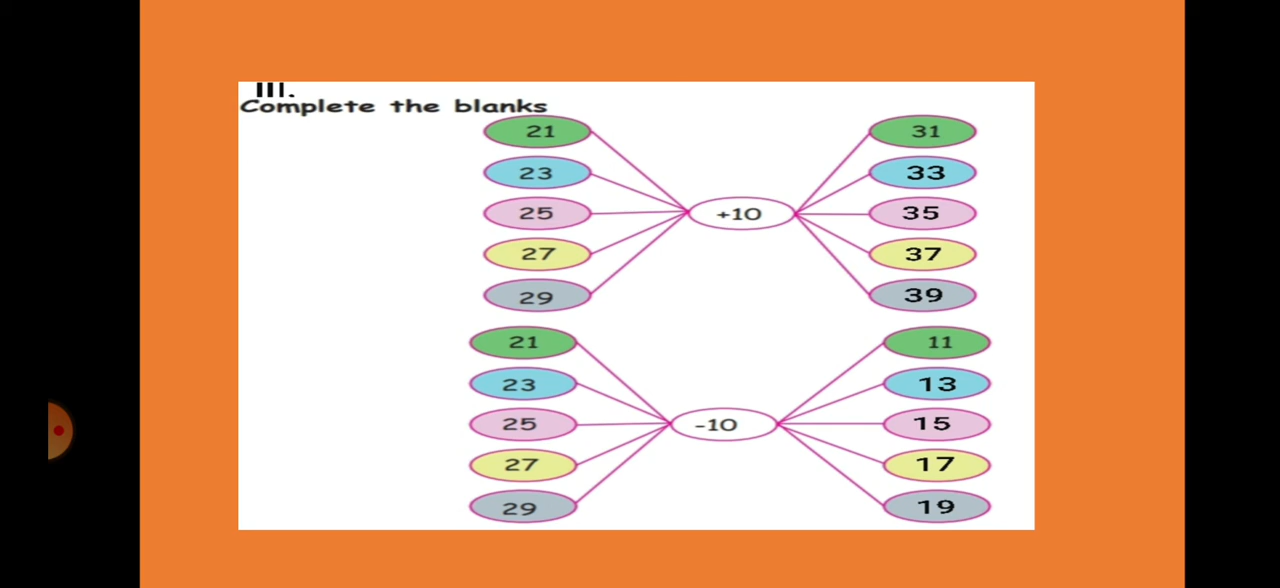 III.
Complete the blanks
21 31
23 33
25 +10 35
27 37
29 39
21 11
23 13
25 -10 15
27 17
29 19